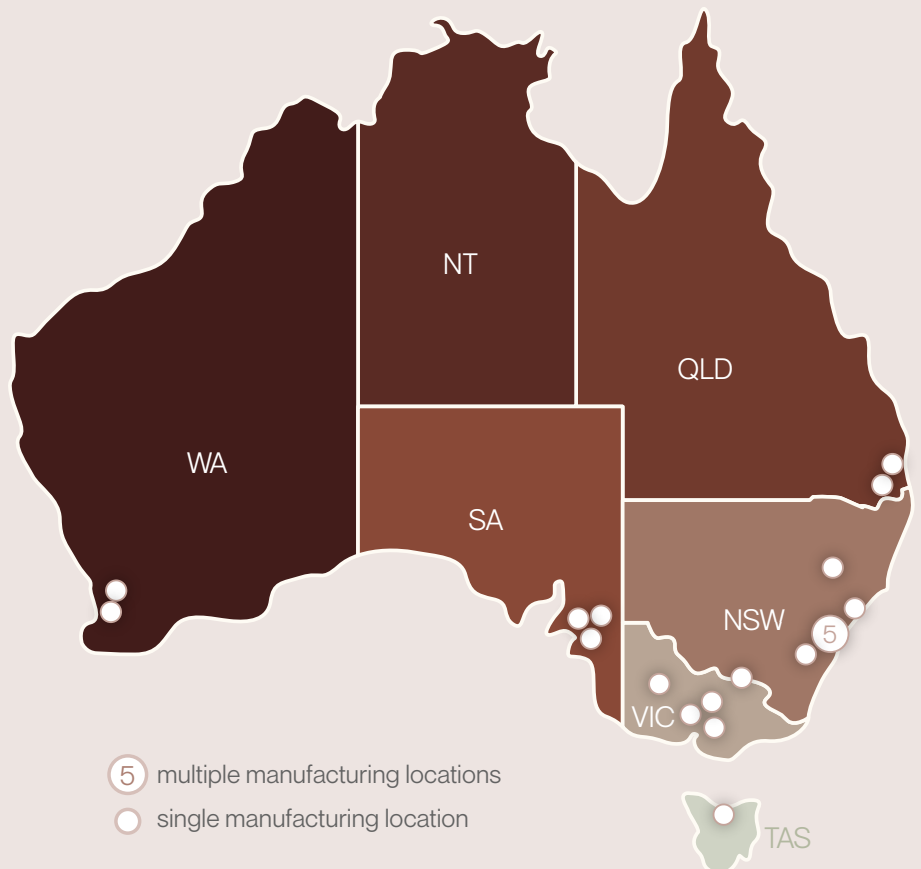 NT
QLD
WA
SA
NSW
5
VIC
5 multiple manufacturing locations
single manufacturing location
TAS